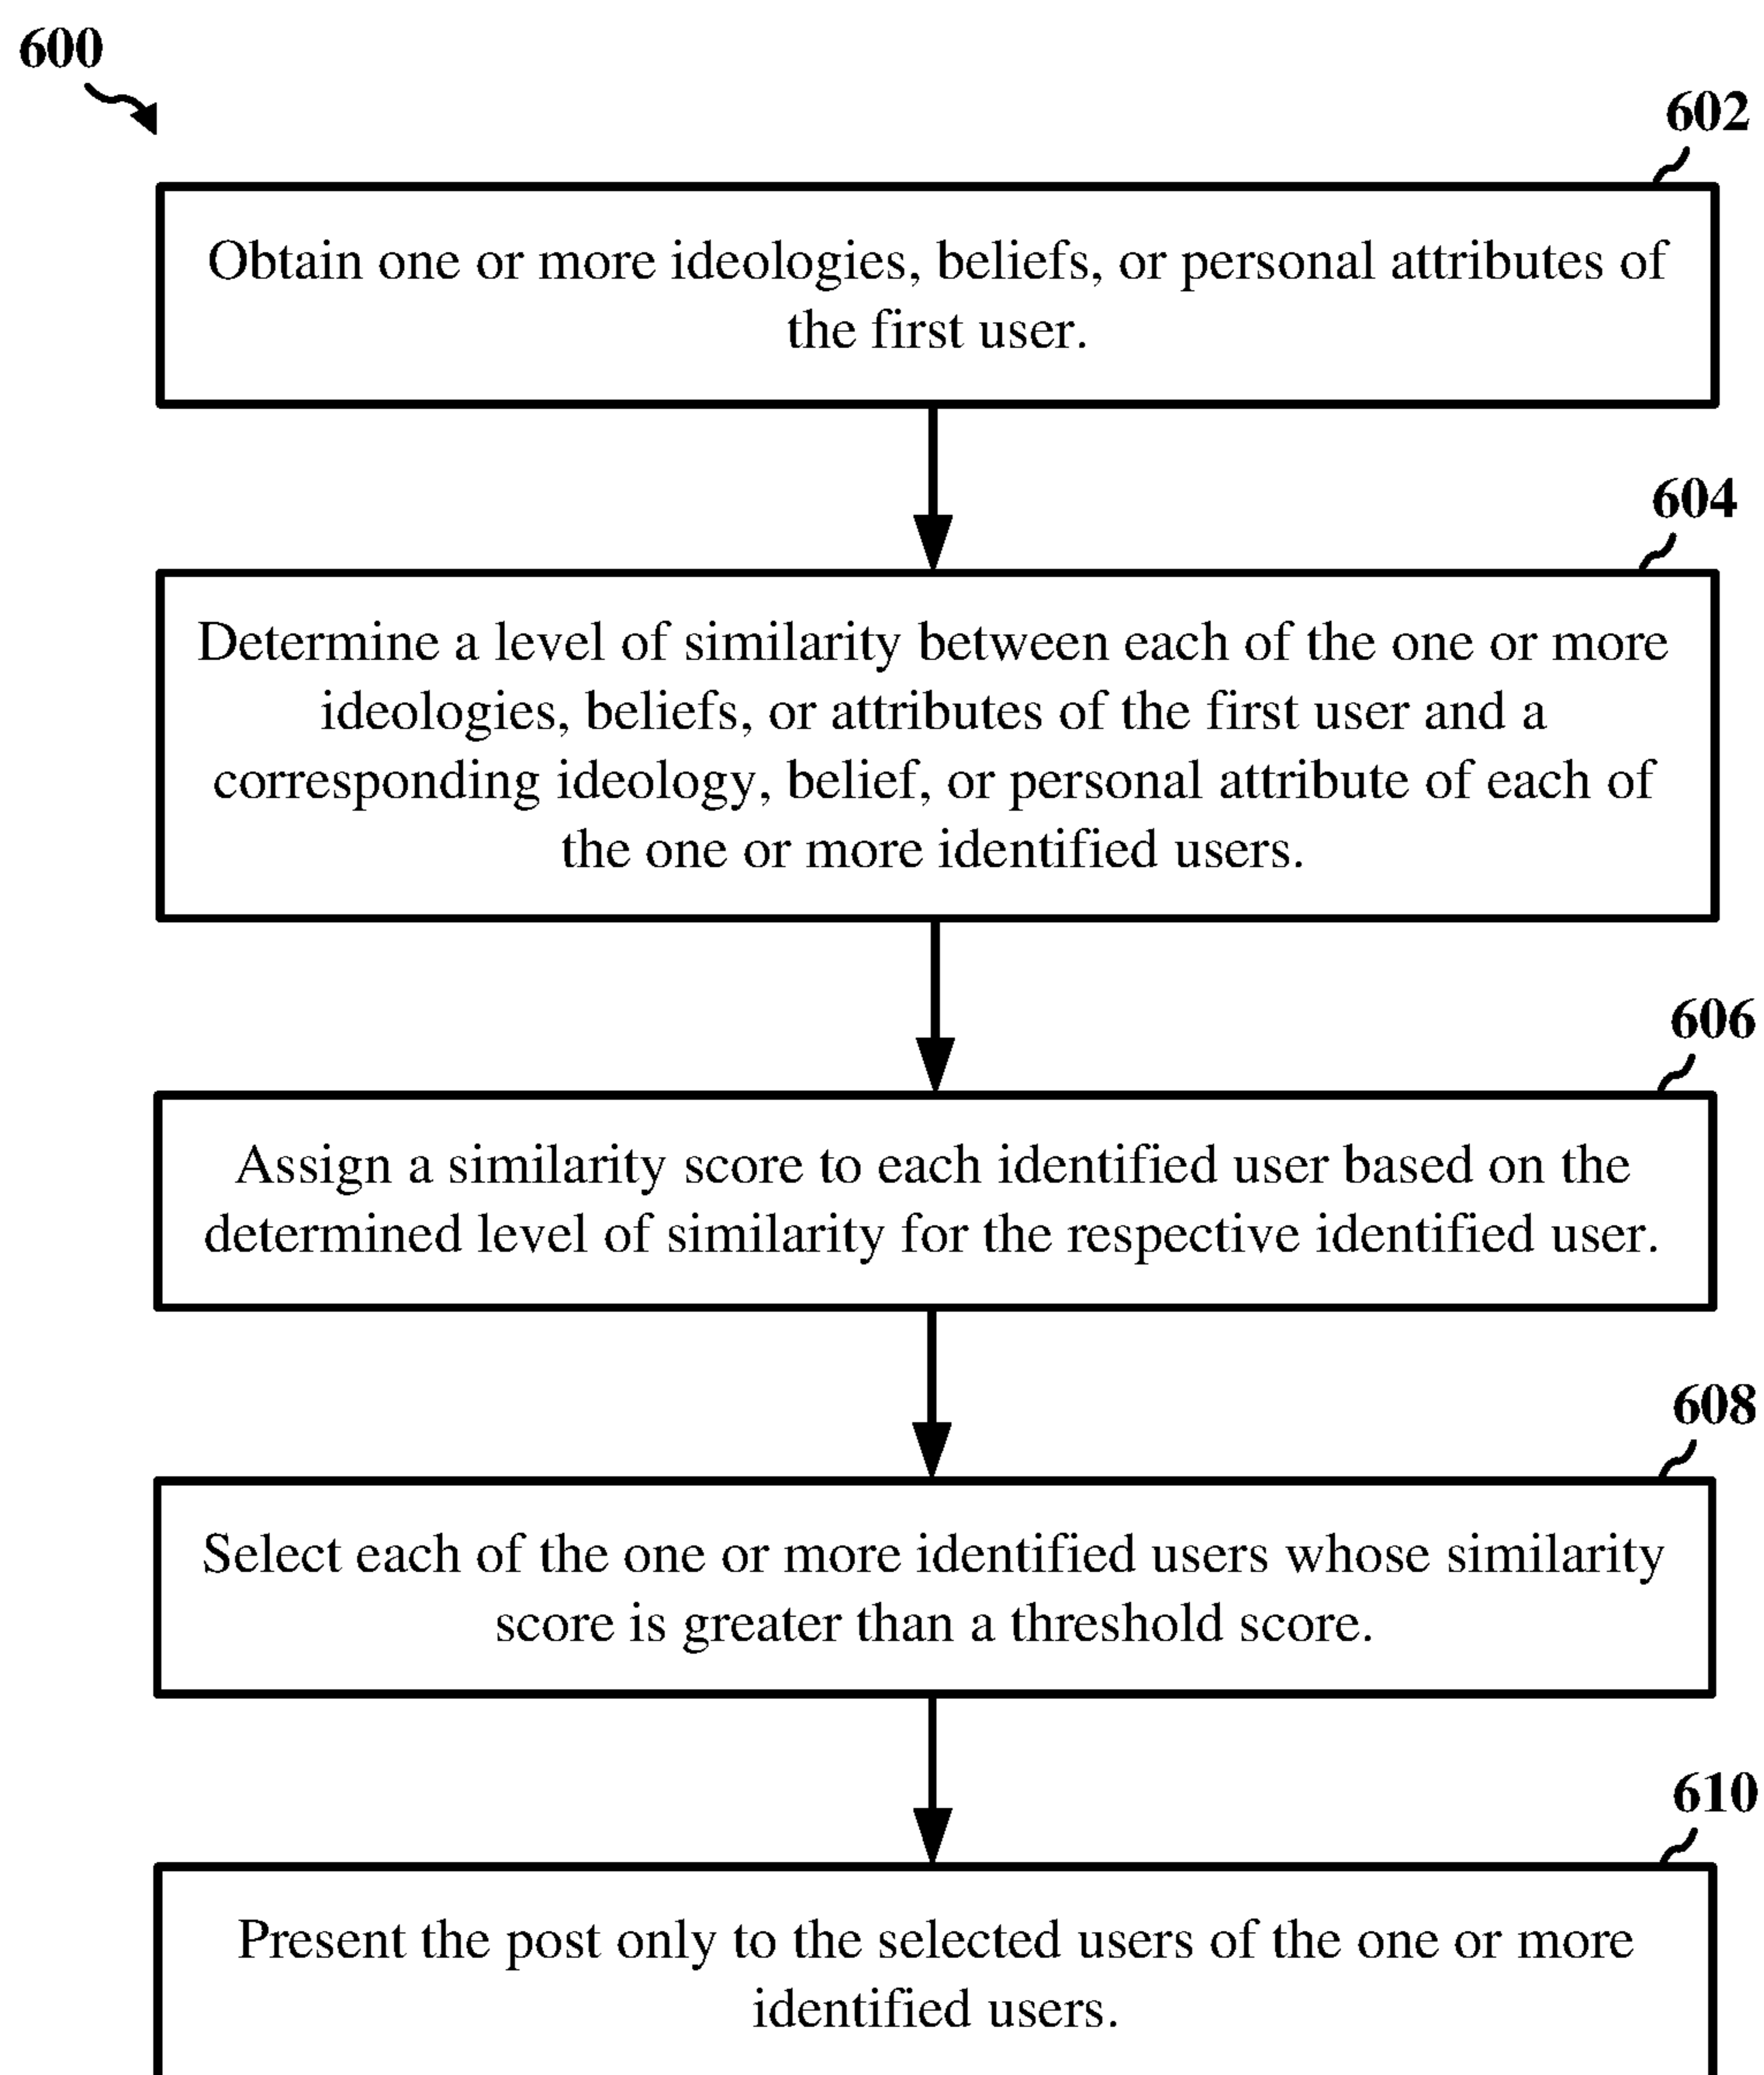 600
602
Obtain one or more ideologies, beliefs, or personal attributes of
the first user.
604
Determine a level of similarity between each of the one or more
ideologies, beliefs, or attributes of the first user and a
corresponding ideology, belief, or personal attribute of each of
the one or more identified users.
606
Assign a similarity score to each identified user based on the
determined level of similarity for the respective identified user.
608
Select each of the one or more identified users whose similarity
score is greater than a threshold score.
610
Present the post only to the selected users of the one or more
identified users.